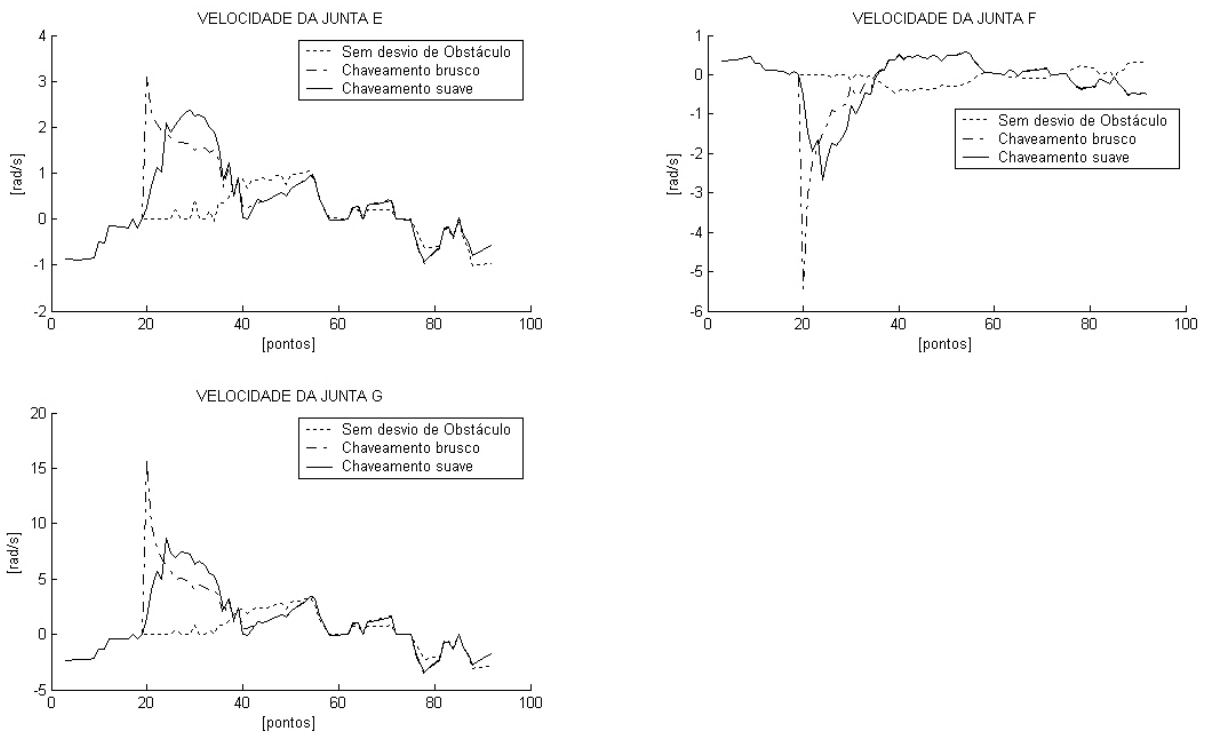 VELOCIDADE DA JUNTA E
4
3
2
1
0
-1
-2
[rad/s]
Sem desvio de Obstáculo
Chaveamento brusco
Chaveamento suave
0 20 40 60 80 100
[pontos]
VELOCIDADE DA JUNTA F
1
0
-1
-2
-3
-4
-5
-6
[rad/s]
Sem desvio de Obstáculo
Chaveamento brusco
Chaveamento suave
0 20 40 60 80 100
[pontos]
VELOCIDADE DA JUNTA G
20
15
10
5
0
-5
[rad/s]
Sem desvio de Obstáculo
Chaveamento brusco
Chaveamento suave
0 20 40 60 80 100
[pontos]